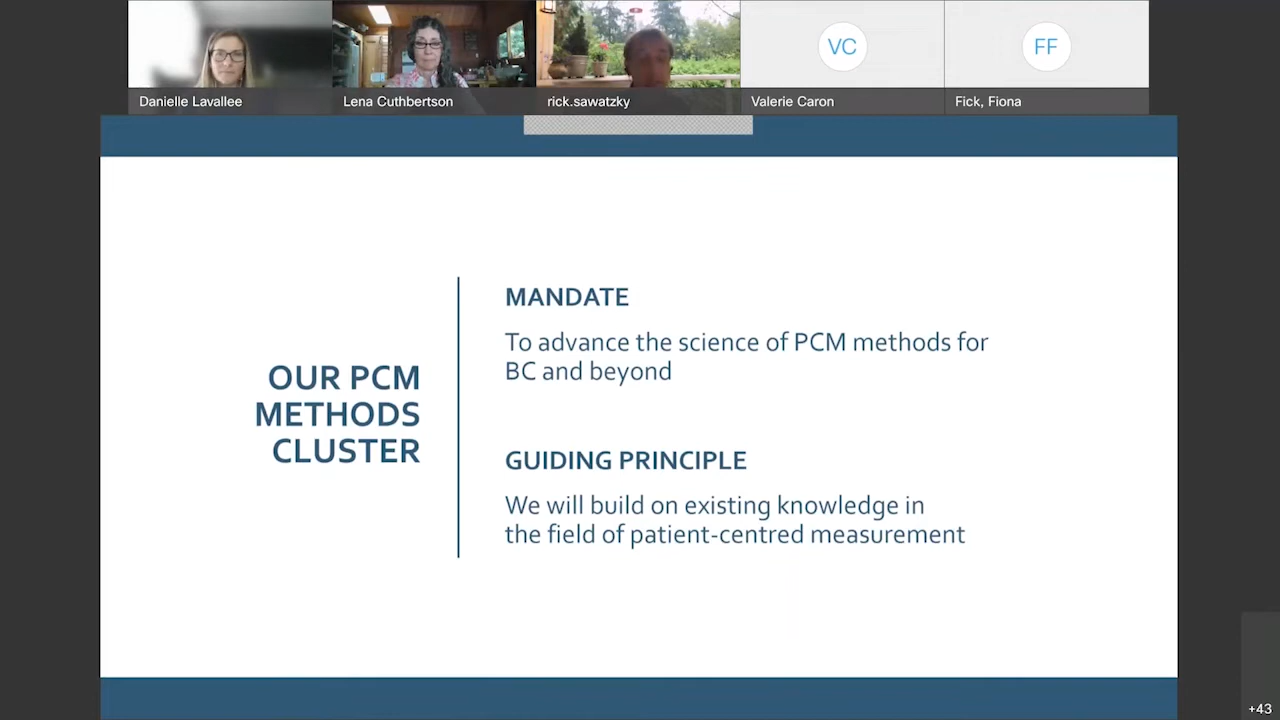 Danielle Lavallee
Lena Cuthbertson
rick.sawatzky
VC
Valerie Caron
FF
Fick, Fiona
OUR PCM
METHODS
CLUSTER
MANDATE
To advance the science of PCM methods for
BC and beyond
GUIDING PRINCIPLE
We will build on existing knowledge in
the field of patient-centred measurement
+43